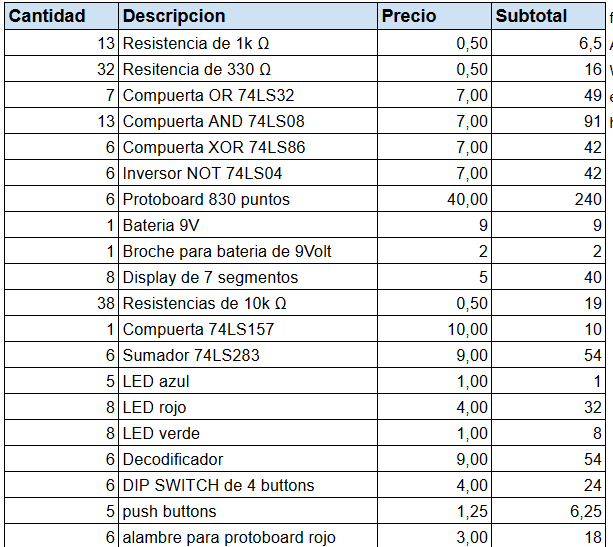 Cantidad Descripcion Precio Subtotal
13 Resistencia de 1k Ω 0,50 6,5
32 Resitencia de 330 Ω 0,50 16
7 Compuerta OR 74LS32 7,00 49
13 Compuerta AND 74LS08 7,00 91
6 Compuerta XOR 74LS86 7,00 42
6 Inversor NOT 74LS04 7,00 42
6 Protoboard 830 puntos 40,00 240
1 Bateria 9V 9 9
1 Broche para bateria de 9Volt 2 2
8 Display de 7 segmentos 5 40
38 Resistencias de 10k Ω 0,50 19
1 Compuerta 74LS157 10,00 10
6 Sumador 74LS283 9,00 54
5 LED azul 1,00 1
8 LED rojo 4,00 32
8 LED verde 1,00 8
6 Decodificador 9,00 54
6 DIP SWITCH de 4 buttons 4,00 24
5 push buttons 1,25 6,25
6 alambre para protoboard rojo 3,00 18